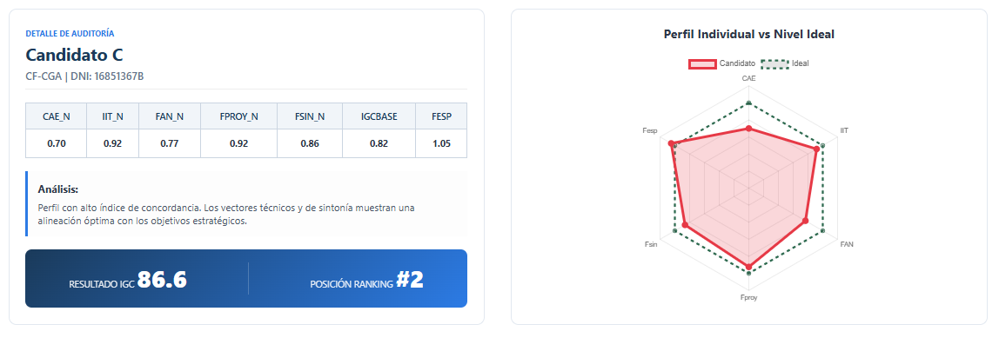 DETALLE DE AUDITORÍA
Candidato C
CF-CGA | DNI: 16851367B
CAE_N IIT_N FAN_N FPROY_N FSIN_N IGCBASE FESP
0.70 0.92 0.77 0.92 0.86 0.82 1.05
Análisis:
Perfil con alto índice de concordancia. Los vectores técnicos y de sintonía muestran una
alineación óptima con los objetivos estratégicos.
RESULTADO IGC 86.6 POSICIÓN RANKING #2
Perfil Individual vs Nivel Ideal
Candidato Ideal
CAE
Fesp IIT
Fsin FAN
Fproy